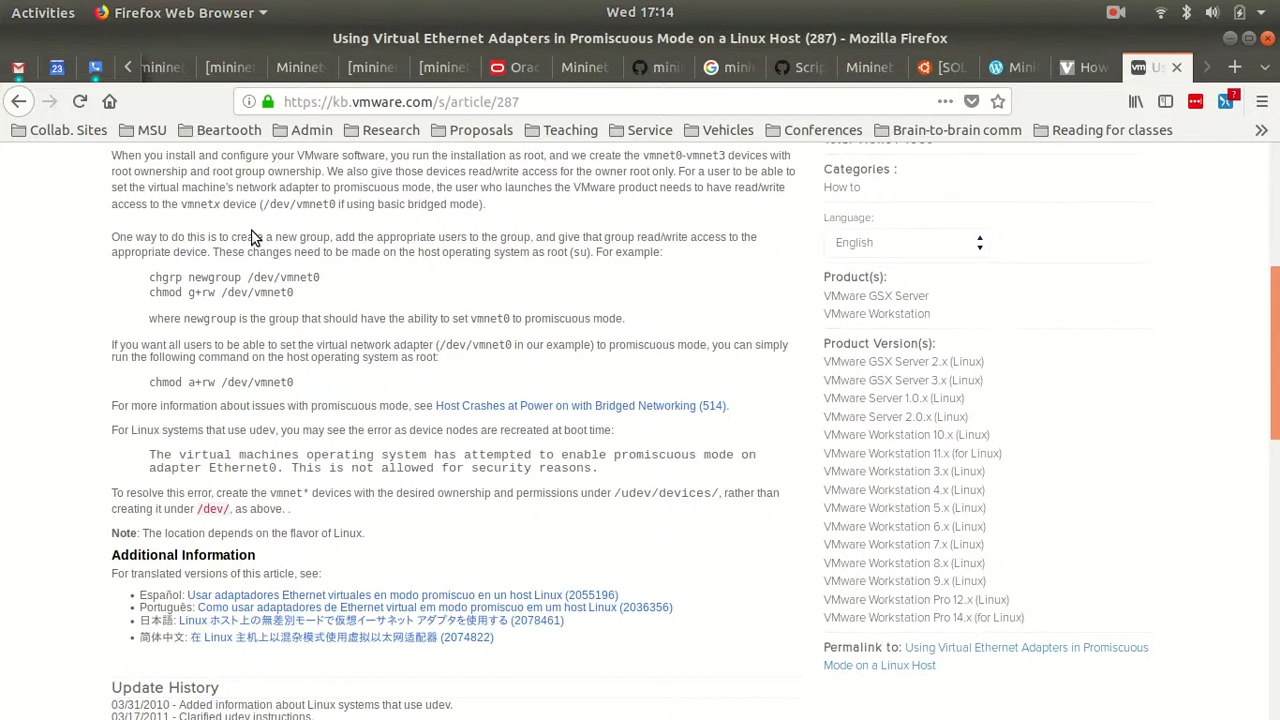 Activities Firefox Web Browser Wed 17:14
Using Virtual Ethernet Adapters in Promiscuous Mode on a Linux Host (287) - Mozilla Firefox
23 minine [minine Minine [minine [minine Orac Minine mini mini Scrip Minine [SOL Mini How Us
https://kb.vmware.com/s/article/287
Collab. Sites MSU Beartooth Admin Research Proposals Teaching Service Vehicles Conferences Brain-to-brain comm Reading for access
When you install and configure your VMware software, you run the installation as root, and we create the vmnet0-vmnet3 devices with
root ownership and root group ownership. We also give those devices read/write access for the owner root only. For a user to be able to
set the virtual machine's network adapter to promiscuous mode, the user who launches the VMware product needs to have read/write
access to the vmnetx device (/dev/vmnet0 if using basic bridged mode).
One way to do this is to create a new group, add the appropriate users to the group, and give that group read/write access to the
appropriate device. These changes need to be made on the host operating system as root (su). For example:
chgrp newgroup /dev/vmnet0
chmod g+rw /dev/vmnet0
where newgroup is the group that should have the ability to set vmnet0 to promiscuous mode.
If you want all users to be able to set the virtual network adapter (/dev/vmnet0 in our example) to promiscuous mode, you can simply
run the following command on the host operating system as root:
chmod a+rw /dev/vmnet0
For more information about issues with promiscuous mode, see Host Crashes at Power on with Bridged Networking (514).
For Linux systems that use udev, you may see the error as device nodes are recreated at boot time:
The virtual machines operating system has attempted to enable promiscuous mode on
adapter Ethernet0. This is not allowed for security reasons.
To resolve this error, create the vmnet* devices with the desired ownership and permissions under /udev/devices/, rather than
creating it under /dev/, as above. .
Note: The location depends on the flavor of Linux.
Additional Information
For translated versions of this article, see:
Español: Usar adaptadores Ethernet virtuales en modo promiscuo en un host Linux (2055196)
Português: Como usar adaptadores de Ethernet virtual em modo promíscuo em um host Linux (2036356)
日本語: Linux ホスト上の無差別モードで仮想イーサネット アダプタを使用する (2078461)
简体中文: 在 Linux 主机上以混杂模式使用虚拟以太网适配器 (2074822)
Update History
03/31/2010 - Added information about Linux systems that use udev.
03/17/2011 - Clarified udev instructions.
Categories :
How to
Language:
English
Product(s):
VMware GSX Server
VMware Workstation
Product Version(s):
VMware GSX Server 2.x (Linux)
VMware GSX Server 3.x (Linux)
VMware Server 1.0.x (Linux)
VMware Server 2.0.x (Linux)
VMware Workstation 10.x (Linux)
VMware Workstation 11.x (for Linux)
VMware Workstation 3.x (Linux)
VMware Workstation 4.x (Linux)
VMware Workstation 5.x (Linux)
VMware Workstation 6.x (Linux)
VMware Workstation 7.x (Linux)
VMware Workstation 8.x (Linux)
VMware Workstation 9.x (Linux)
VMware Workstation Pro 12.x (Linux)
VMware Workstation Pro 14.x (for Linux)
Permalink to: Using Virtual Ethernet Adapters in Promiscuous
Mode on a Linux Host